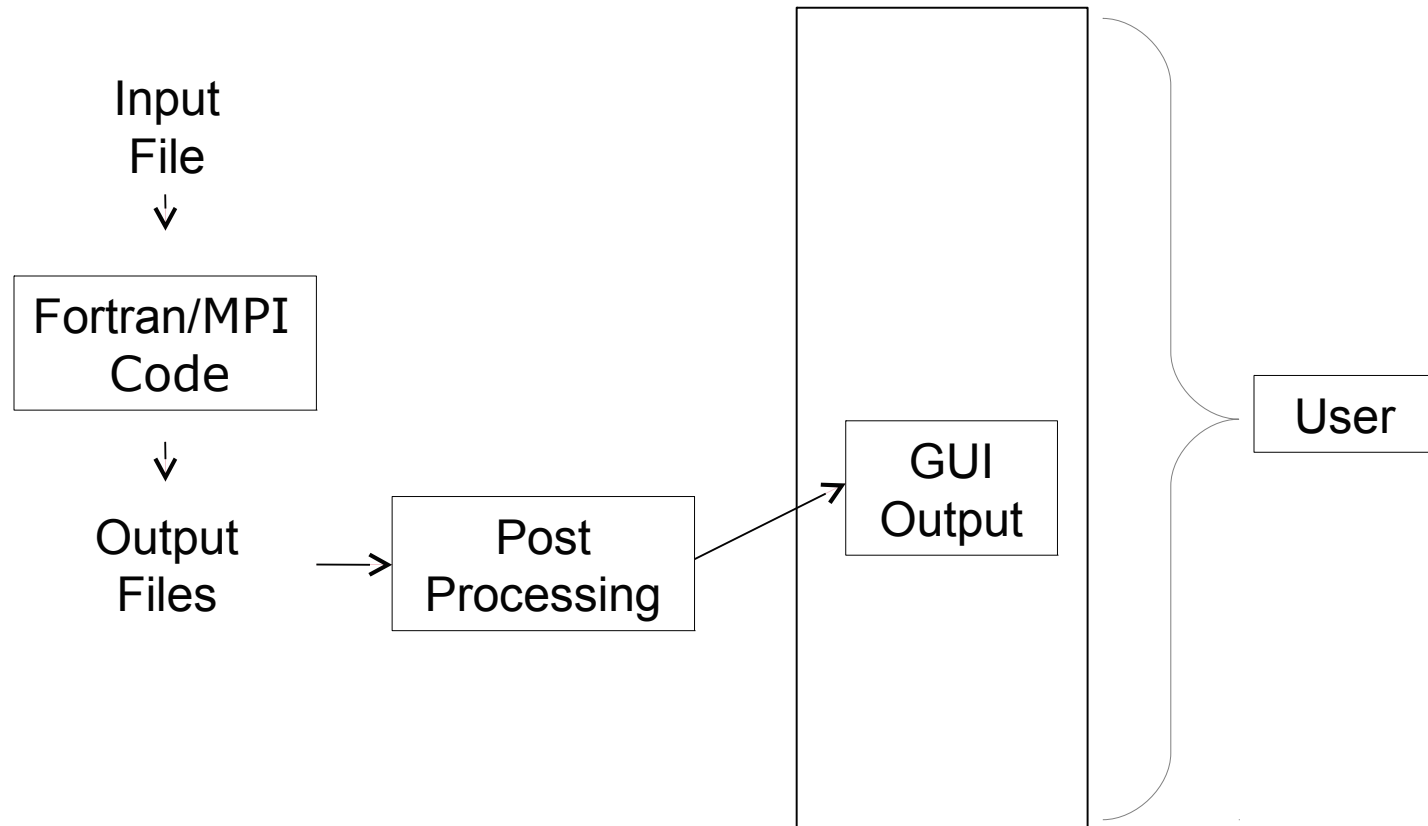 Input
File
Fortran/MPI
Code
Output
Files
Post
Processing
GUI
Output
User